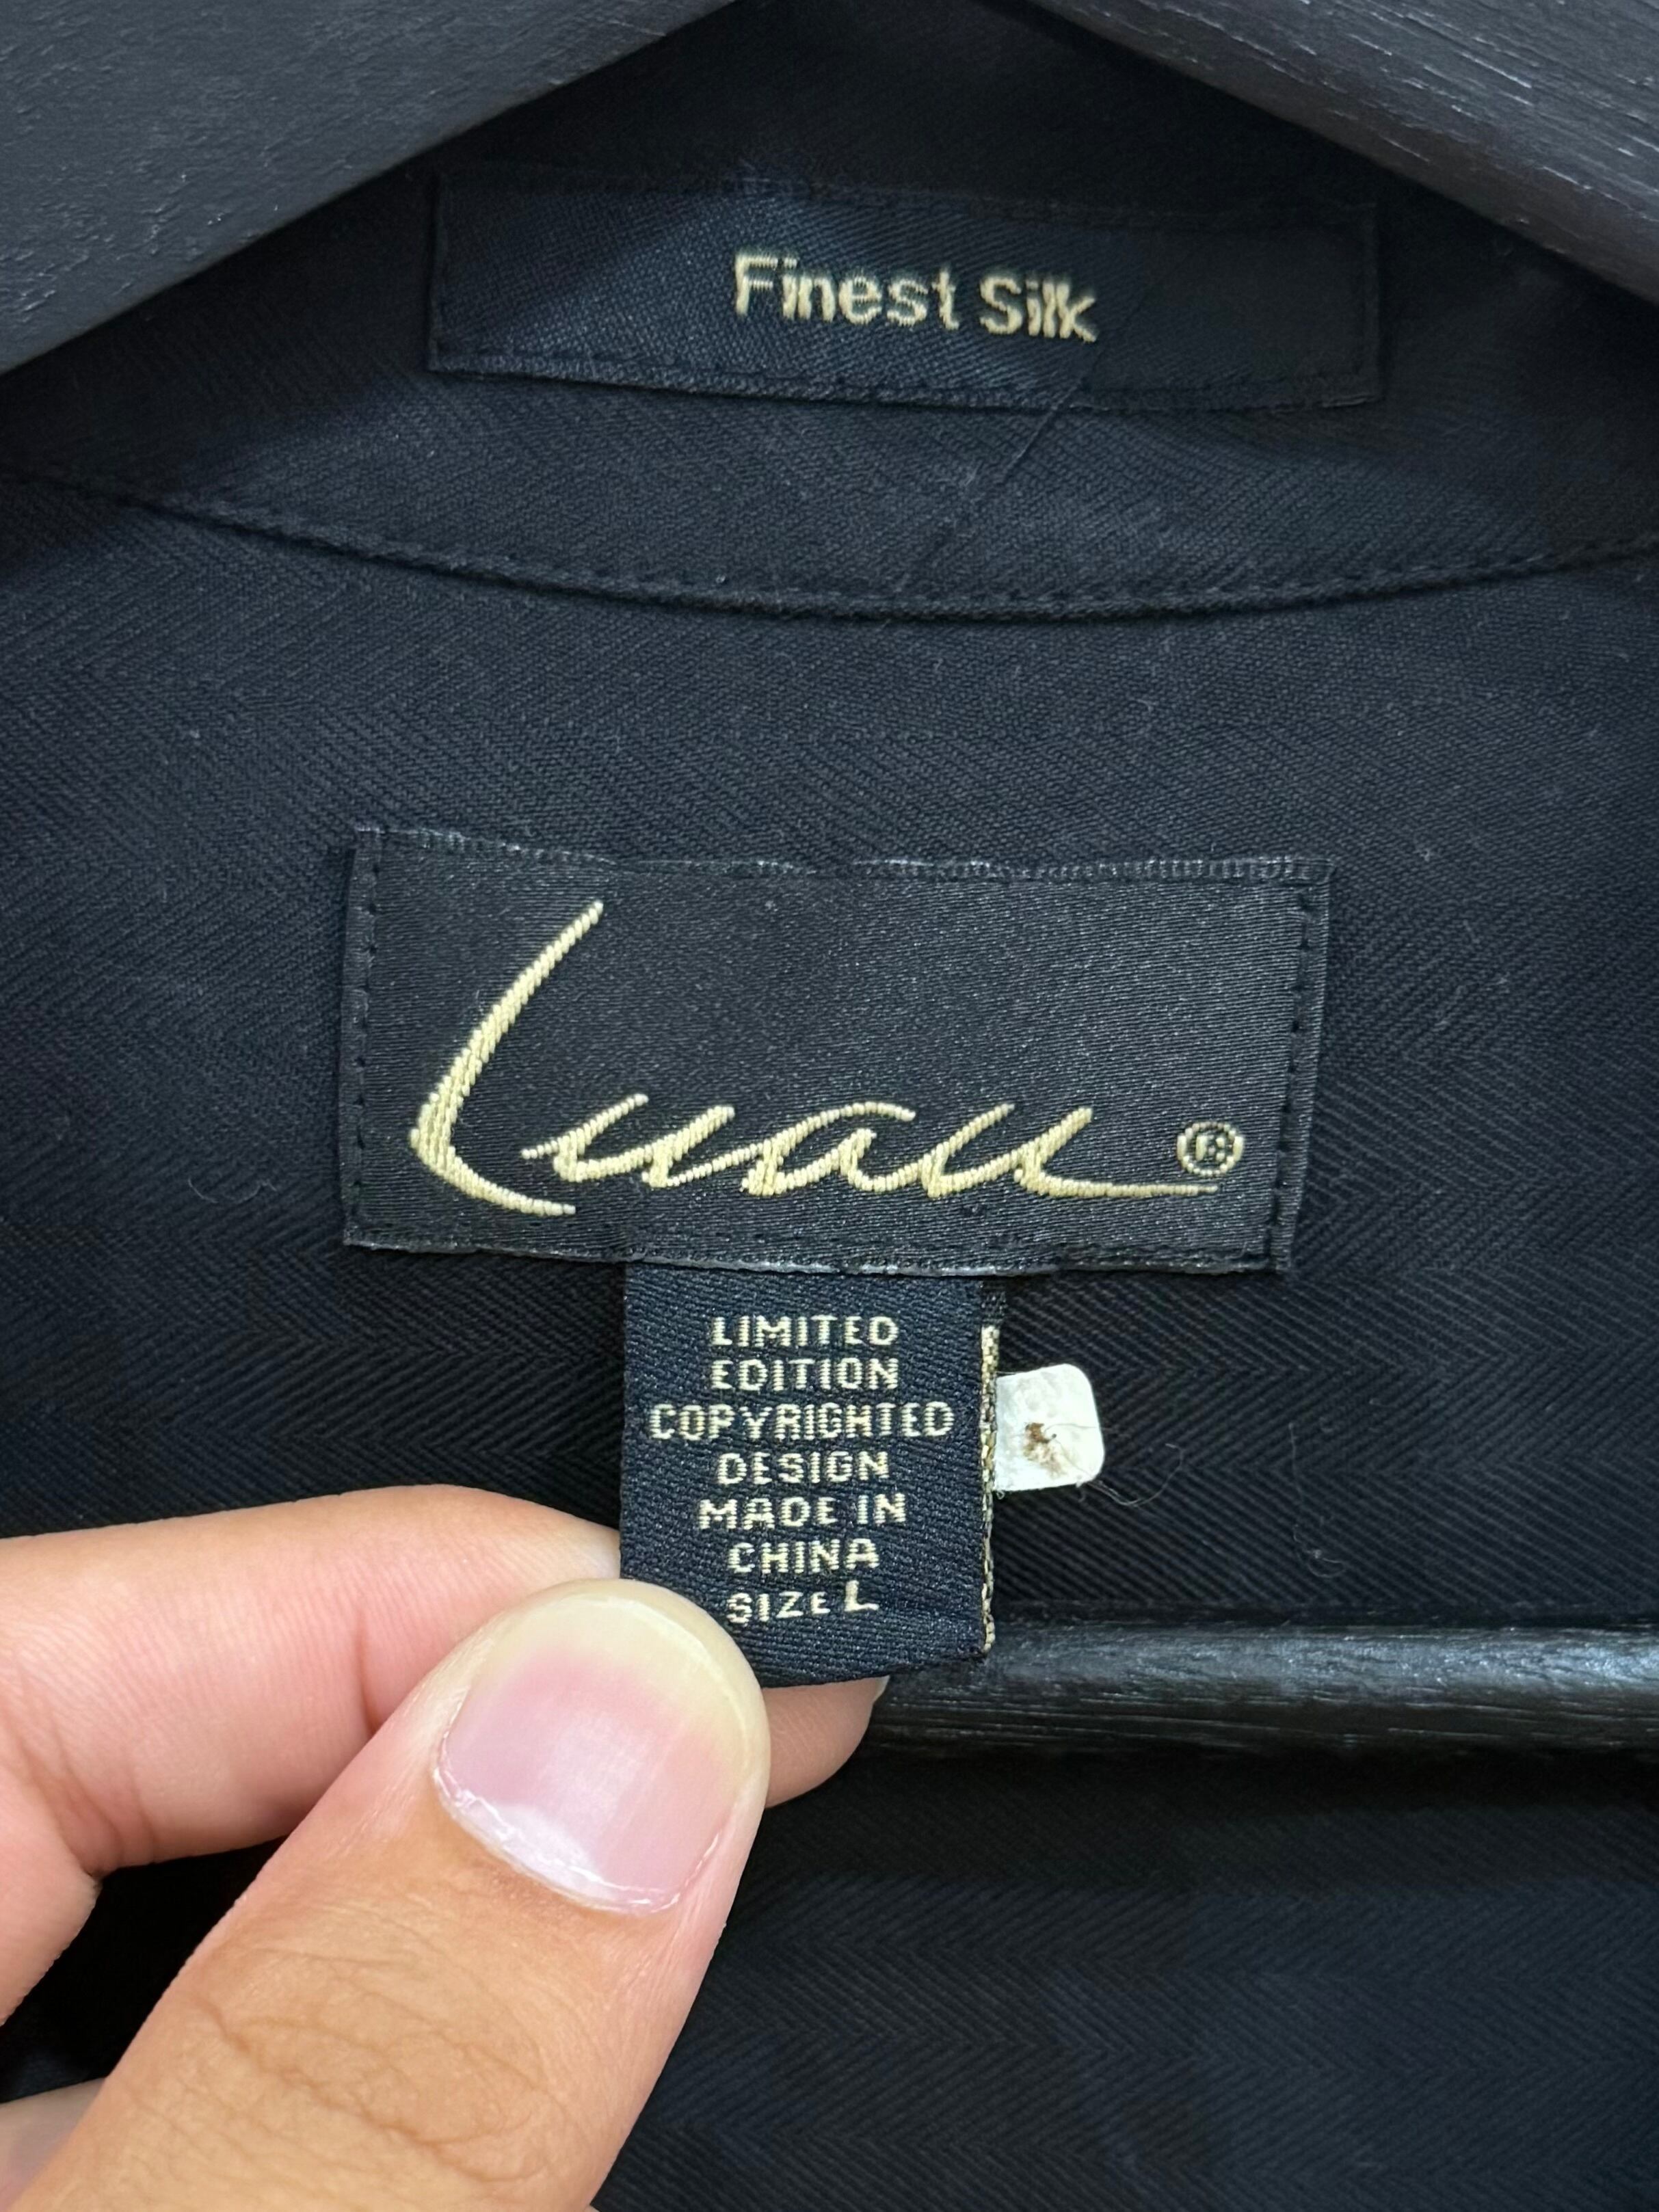 Finest Silk
Luau ®
LIMITED
EDITION
COPYRIGHTED
DESIGN
MADE IN
CHINA
SIZE L